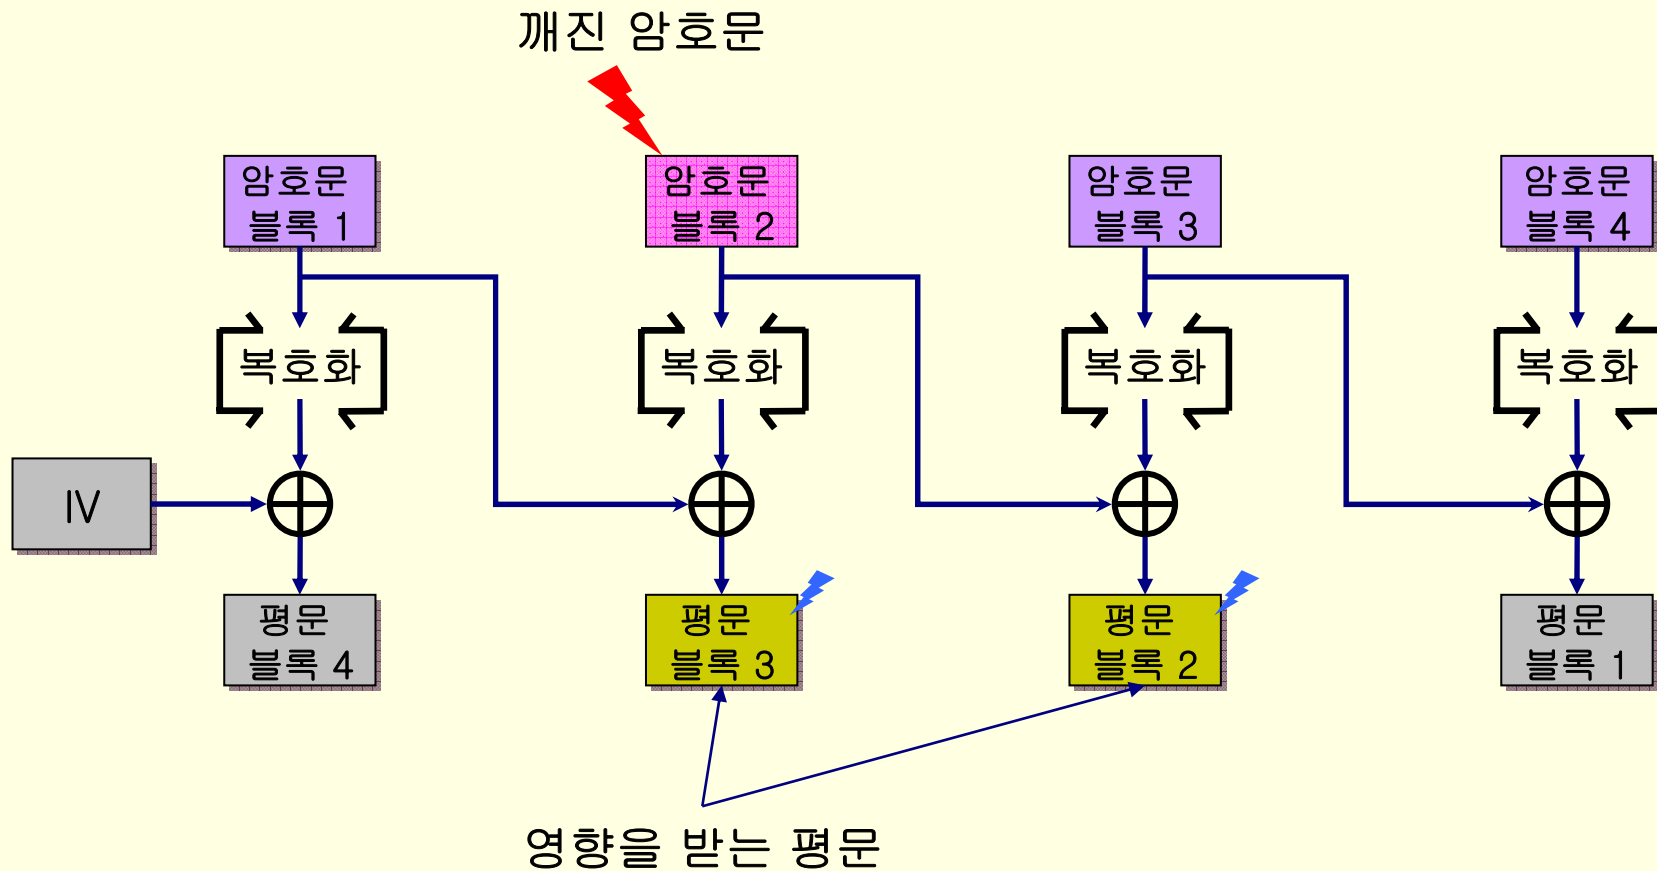 깨진 암호문
암호문
블록 1
암호문
블록 2
암호문
블록 3
암호문
블록 4
복호화
복호화
복호화
복호화
IV
평문
블록 4
평문
블록 3
평문
블록 2
평문
블록 1
영향을 받는 평문